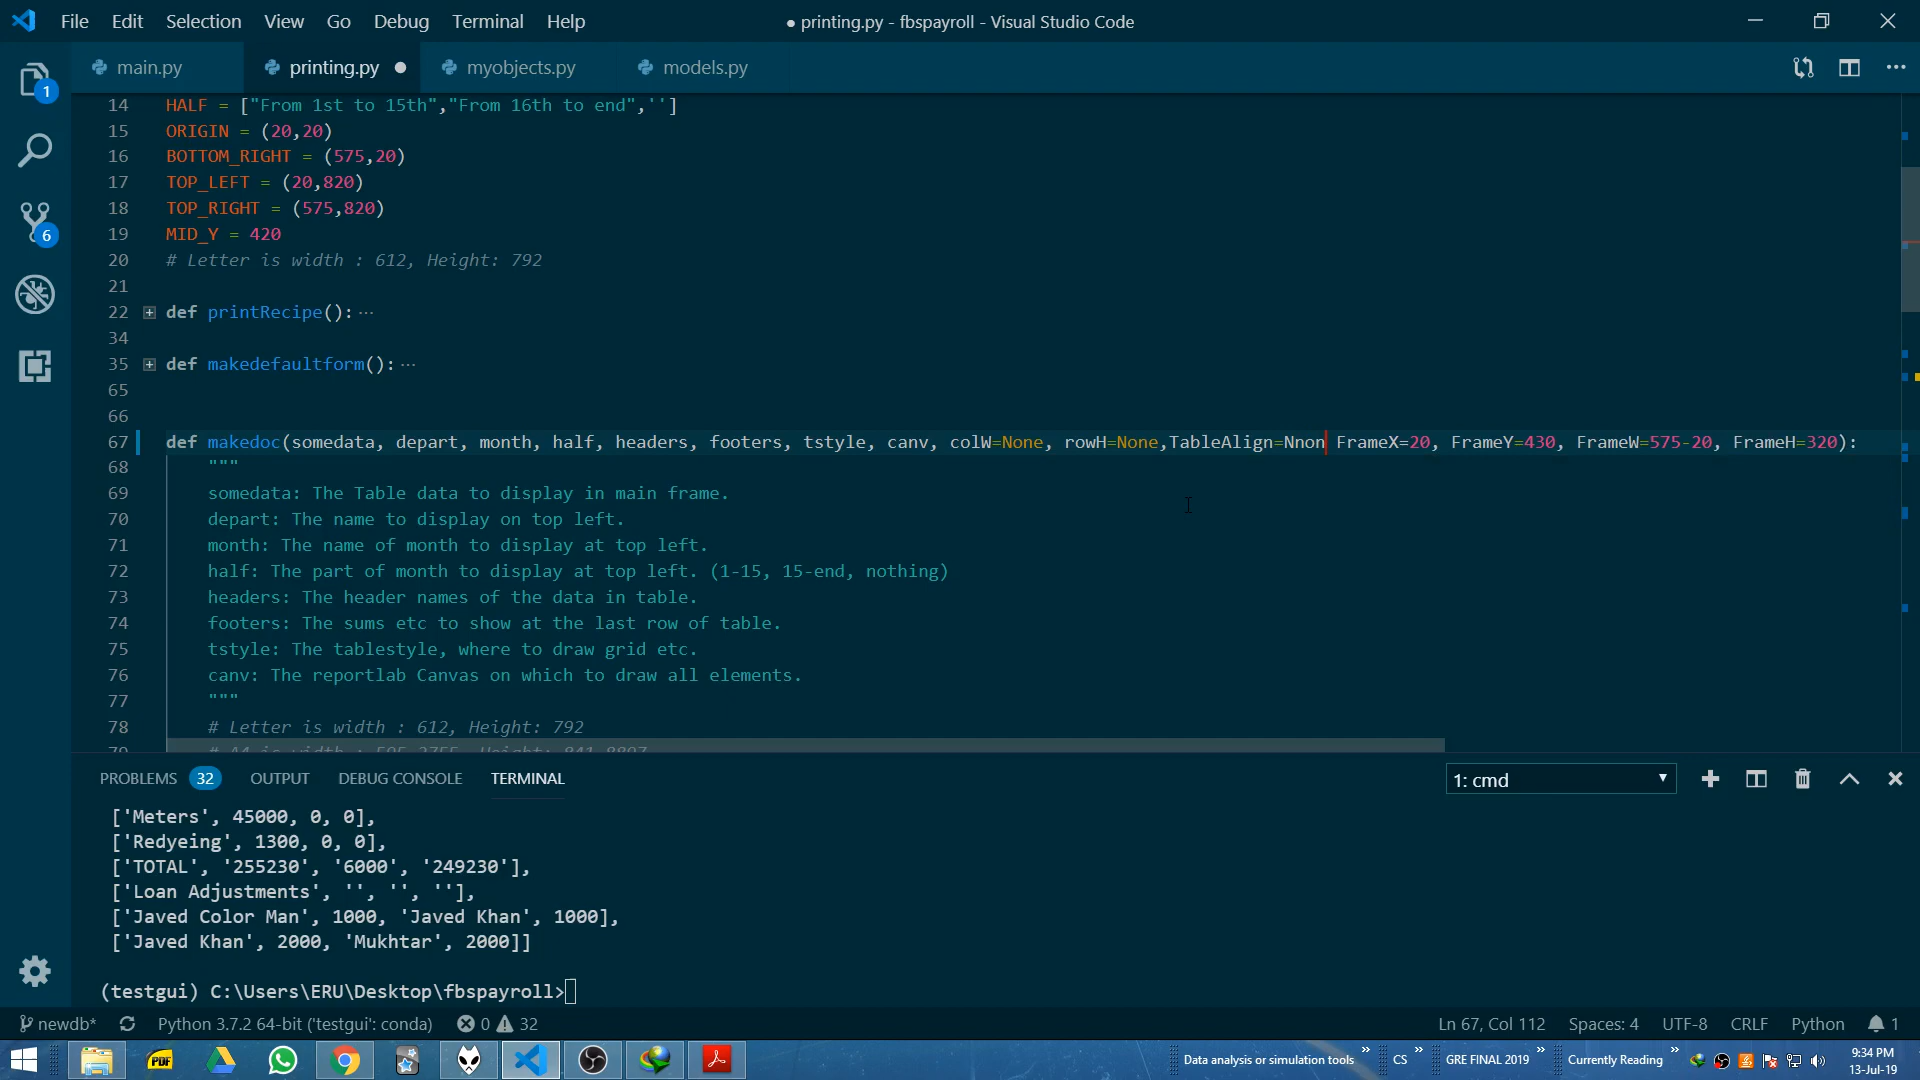 File Edit Selection View Go Debug Terminal Help
● printing.py - fbspayroll - Visual Studio Code
main.py
printing.py ●
myobjects.py
models.py
14 HALF = ["From 1st to 15th","From 16th to end",'']
15 ORIGIN = (20,20)
16 BOTTOM_RIGHT = (575,20)
17 TOP_LEFT = (20,820)
18 TOP_RIGHT = (575,820)
19 MID_Y = 420
20 # Letter is width : 612, Height: 792
21
22 def printRecipe():···
34
35 def makedefaultform():···
65
66
67 def makedoc(somedata, depart, month, half, headers, footers, tstyle, canv, colW=None, rowH=None,TableAlign=Nnon FrameX=20, FrameY=430, FrameW=575-20, FrameH=320):
68 """
69 somedata: The Table data to display in main frame.
70 depart: The name to display on top left.
71 month: The name of month to display at top left.
72 half: The part of month to display at top left. (1-15, 15-end, nothing)
73 headers: The header names of the data in table.
74 footers: The sums etc to show at the last row of table.
75 tstyle: The tablestyle, where to draw grid etc.
76 canv: The reportlab Canvas on which to draw all elements.
77 """
78 # Letter is width : 612, Height: 792
79 # A4 is width : 595.2755, Height: 841.8897
1
6
PROBLEMS 32 OUTPUT DEBUG CONSOLE TERMINAL
1: cmd
['Meters', 45000, 0, 0],
['Redyeing', 1300, 0, 0],
['TOTAL', '255230', '6000', '249230'],
['Loan Adjustments', '', '', ''],
['Javed Color Man', 1000, 'Javed Khan', 1000],
['Javed Khan', 2000, 'Mukhtar', 2000]]
(testgui) C:\Users\ERU\Desktop\fbspayroll>
newdb* Python 3.7.2 64-bit ('testgui': conda) 0 32
Ln 67, Col 112 Spaces: 4 UTF-8 CRLF Python 1
PDF
Data analysis or simulation tools » CS » GRE FINAL 2019 » Currently Reading »
9:34 PM
13-Jul-19